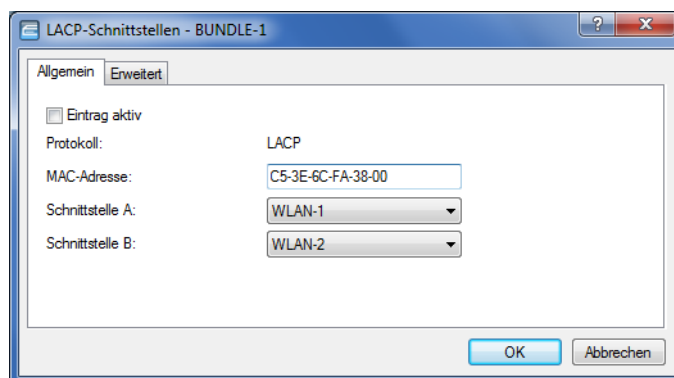 LACP-Schnittstellen - BUNDLE-1
Allgemein Erweitert
Eintrag aktiv
Protokoll: LACP
MAC-Adresse: C5-3E-6C-FA-38-00
Schnittstelle A: WLAN-1
Schnittstelle B: WLAN-2
OK Abbrechen